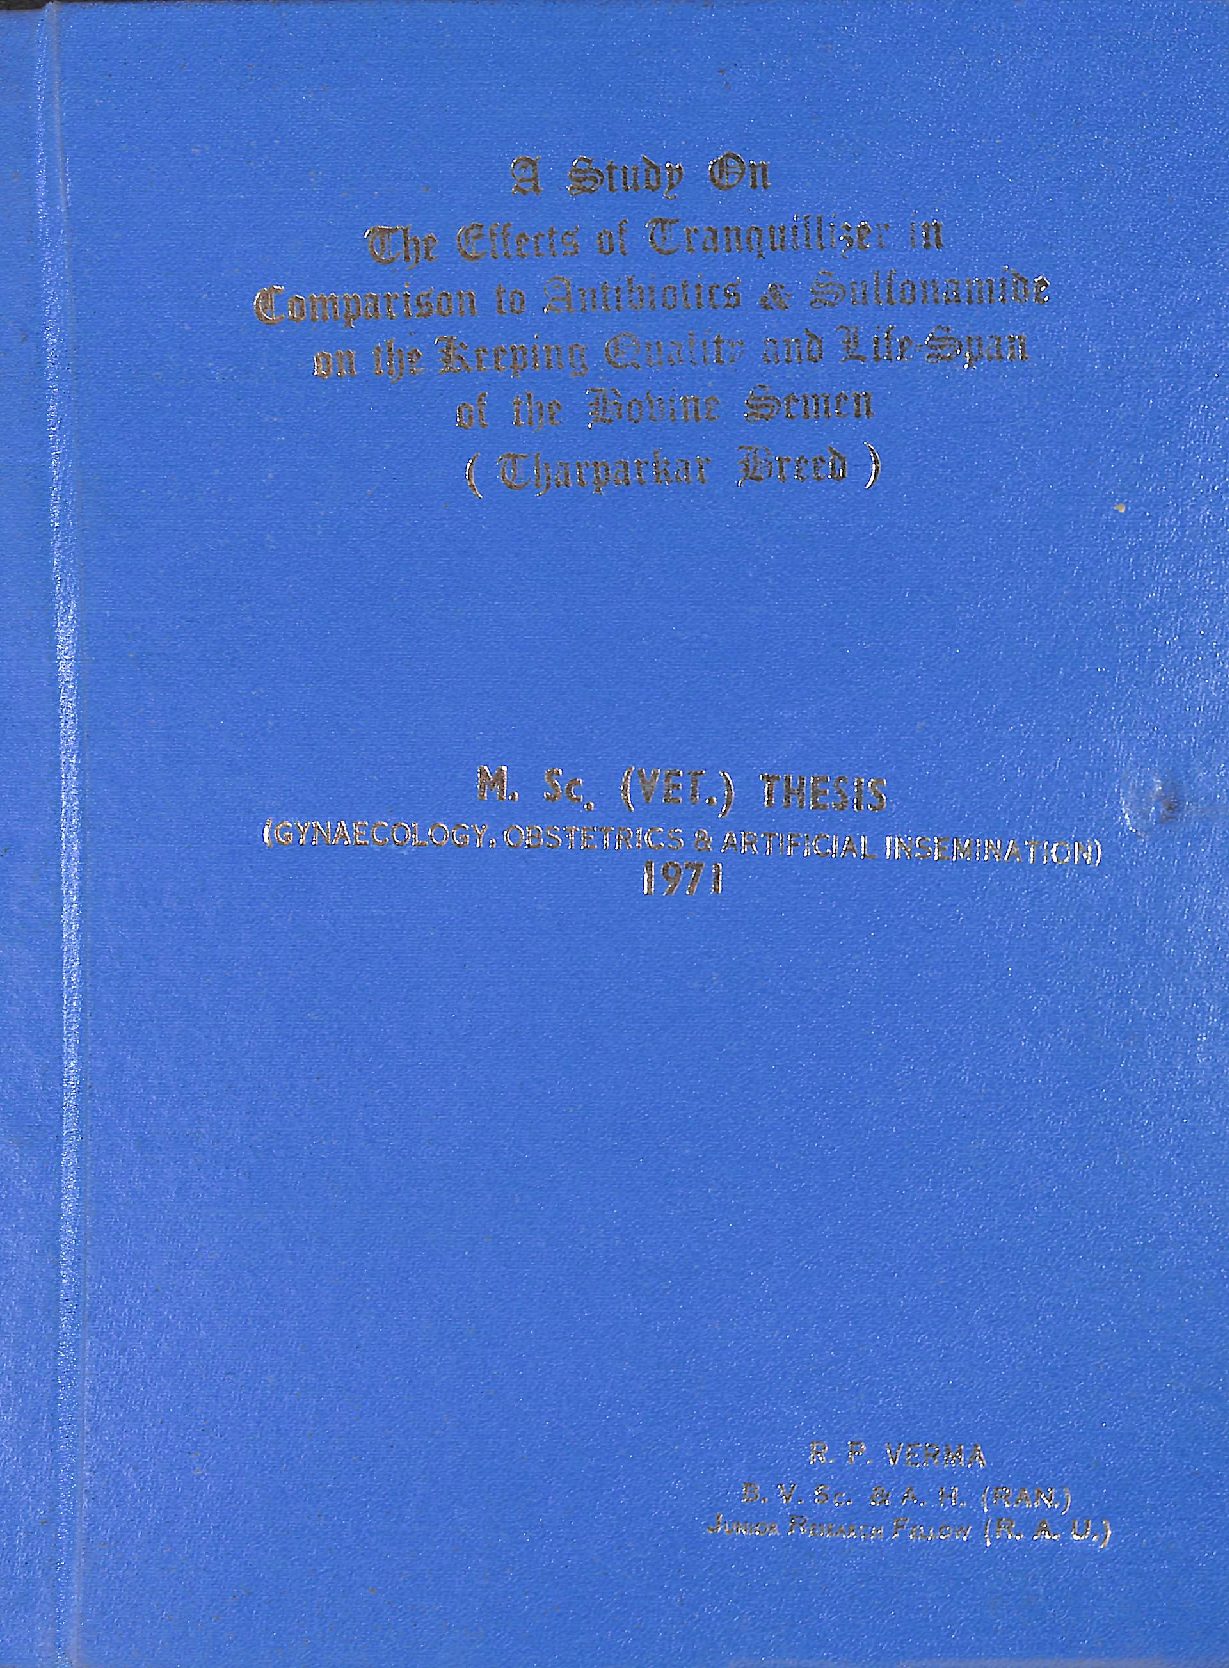 A Study On
The Effects of Tranquillizer in
Comparison to Antibiotics & Sulfonamide
on the Keeping Quality and Life-Span
of the Bovine Semen
( Tharparkar Breed )
M. Sc. (VET.) THESIS
(GYNAECOLOGY, OBSTETRICS & ARTIFICIAL INSEMINATION)
1971
R. P. VERMA
B. V. Sc. & A. H. (RAN.)
JUNIOR RESEARCH FELLOW (R. A. U.)